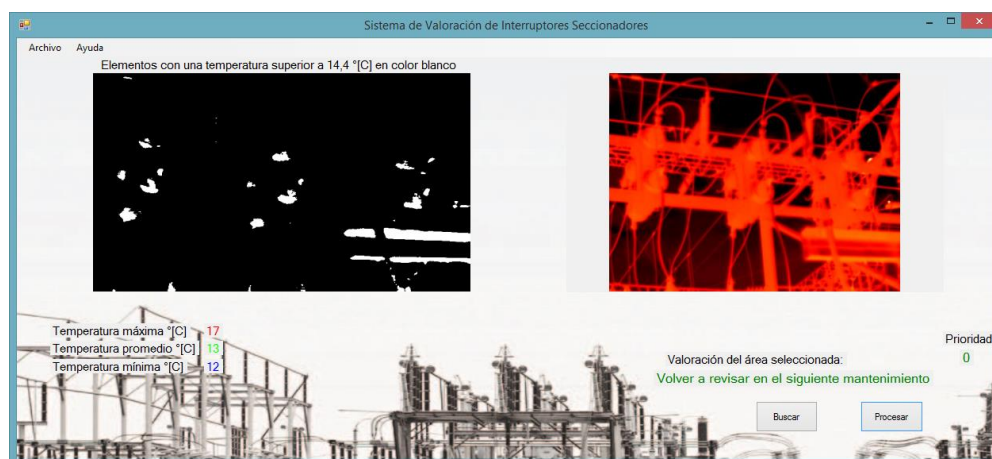 Sistema de Valoración de Interruptores Seccionadores
Archivo Ayuda
Elementos con una temperatura superior a 14,4 °[C] en color blanco
Temperatura máxima °[C] 17
Temperatura promedio °[C] 13
Temperatura mínima °[C] 12
Prioridad
0
Valoración del área seleccionada:
Volver a revisar en el siguiente mantenimiento
Buscar Procesar